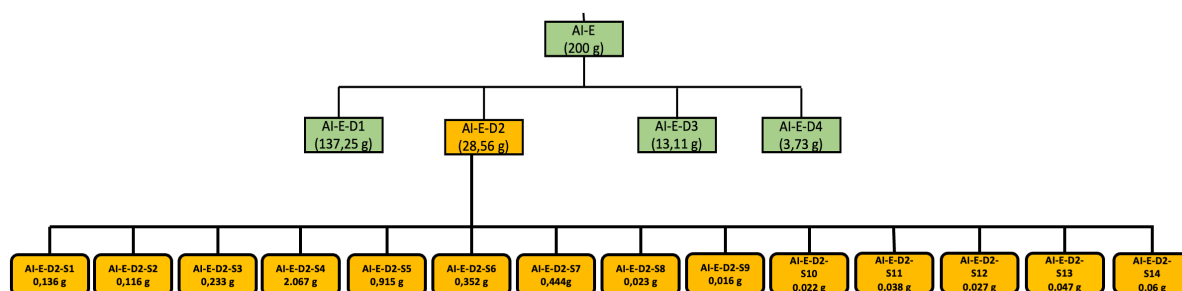 AI-E
(200 g)
AI-E-D1
(137,25 g)
AI-E-D2
(28,56 g)
AI-E-D3
(13,11 g)
AI-E-D4
(3,73 g)
AI-E-D2-S1
0,136 g
AI-E-D2-S2
0,116 g
AI-E-D2-S3
0,233 g
AI-E-D2-S4
2.067 g
AI-E-D2-S5
0,915 g
AI-E-D2-S6
0,352 g
AI-E-D2-S7
0,444g
AI-E-D2-S8
0,023 g
AI-E-D2-S9
0,016 g
AI-E-D2-
S10
0,022 g
AI-E-D2-
S11
0,038 g
AI-E-D2-
S12
0,027 g
AI-E-D2-
S13
0,047 g
AI-E-D2-
S14
0,06 g